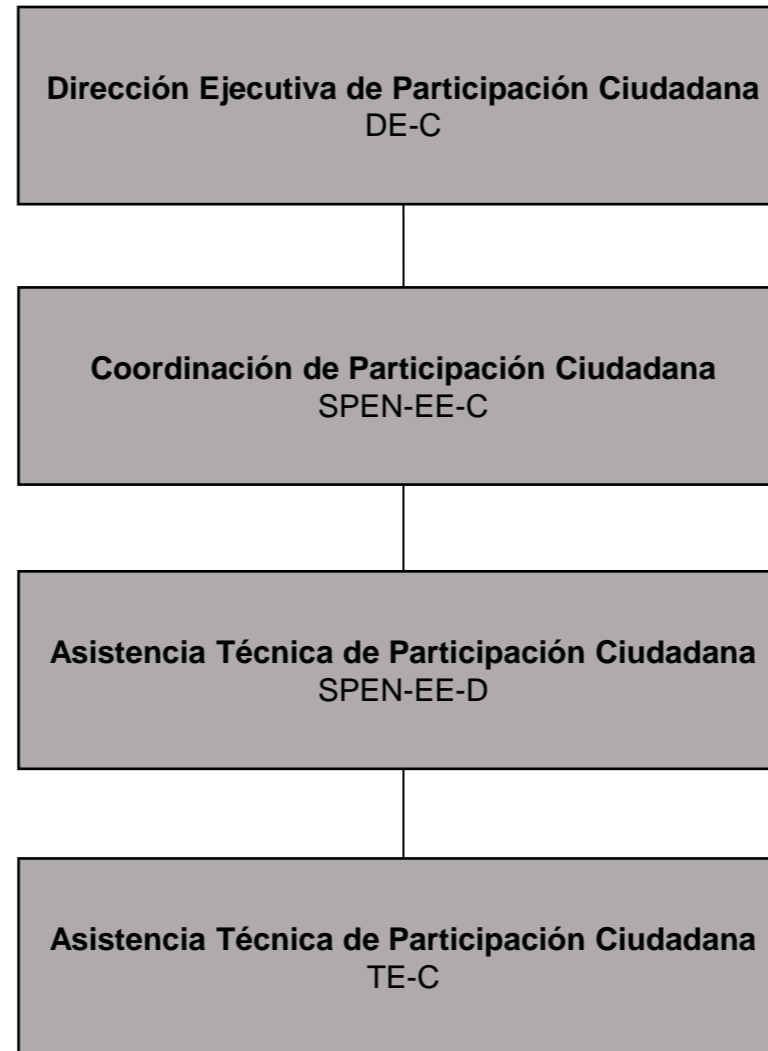 Dirección Ejecutiva de Participación Ciudadana
DE-C
Coordinación de Participación Ciudadana
SPEN-EE-C
Asistencia Técnica de Participación Ciudadana
SPEN-EE-D
Asistencia Técnica de Participación Ciudadana
TE-C